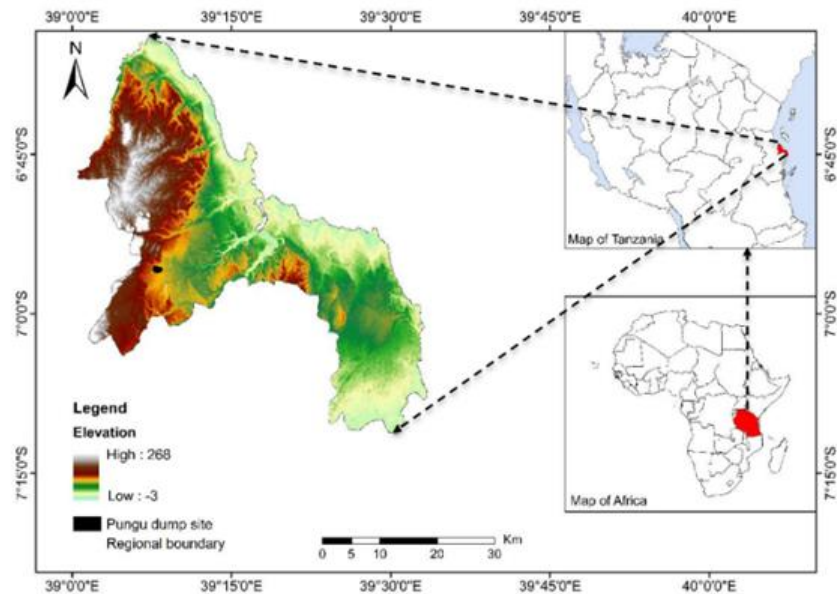 39°0'0"E 39°15'0"E 39°30'0"E 39°45'0"E 40°0'0"E
N
6°45'0"S
7°0'0"S
7°15'0"S
6°45'0"S
7°0'0"S
7°15'0"S
Map of Tanzania
Map of Africa
Legend
Elevation
High : 268
Low : -3
Pungu dump site
Regional boundary
Km
0 5 10 20 30
39°0'0"E 39°15'0"E 39°30'0"E 39°45'0"E 40°0'0"E